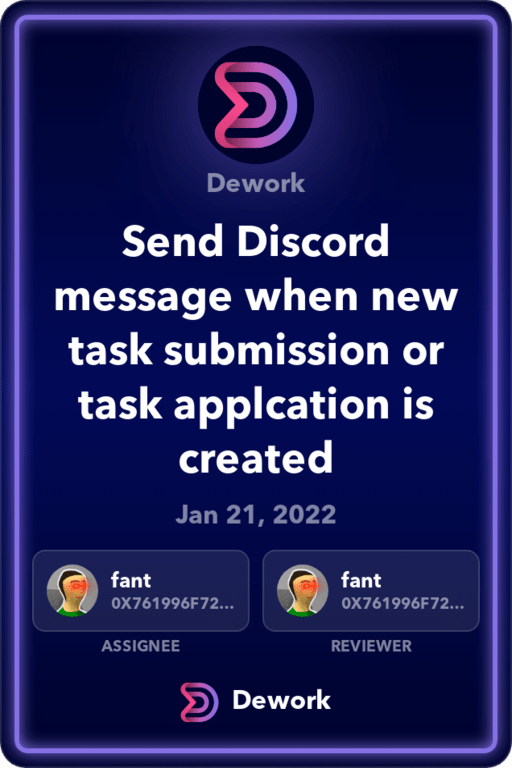 Dework
Send Discord
message when new
task submission or
task applcation is
created
Jan 21, 2022
fant
0X761996F72...
fant
0X761996F72...
ASSIGNEE
REVIEWER
Dework